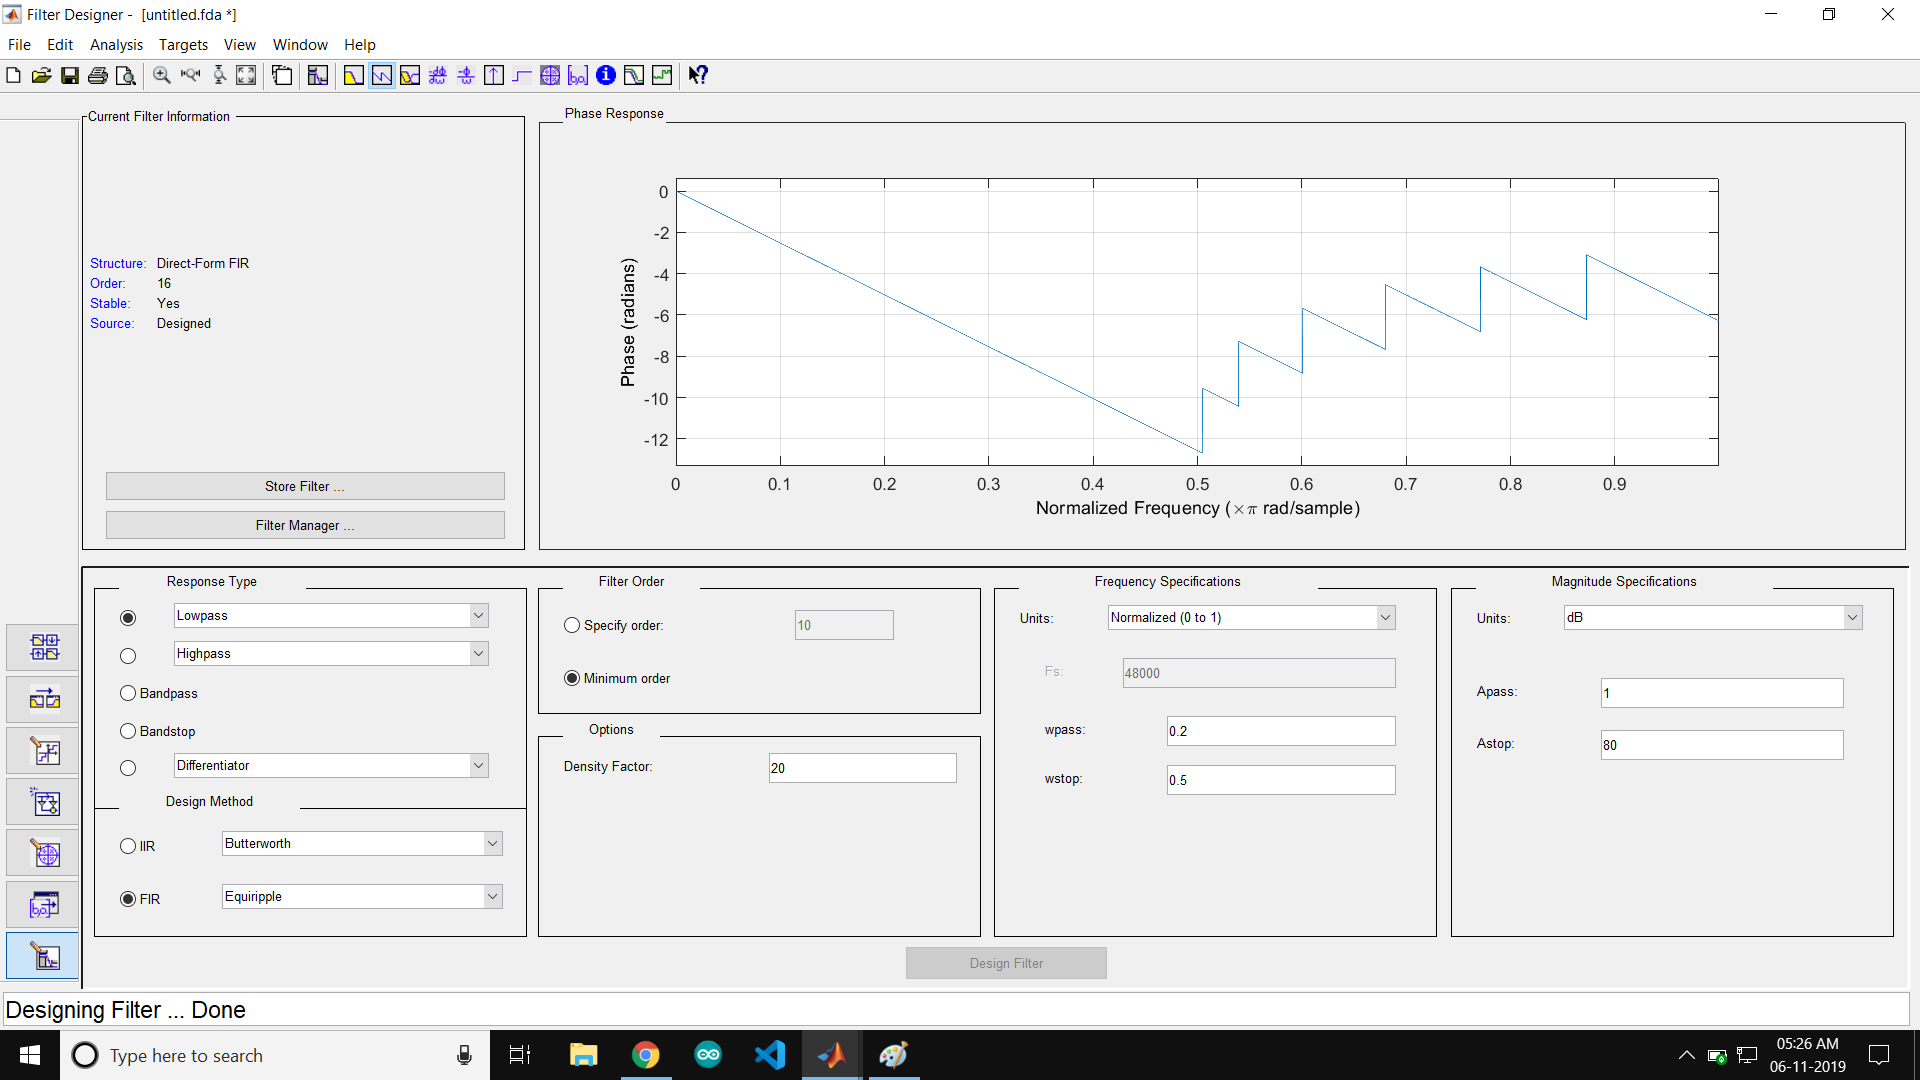 Filter Designer - [untitled.fda *]
File Edit Analysis Targets View Window Help
Current Filter Information
Structure: Direct-Form FIR
Order: 16
Stable: Yes
Source: Designed
Store Filter ...
Filter Manager ...
Phase Response
0
-2
-4
-6
-8
-10
-12
Phase (radians)
0 0.1 0.2 0.3 0.4 0.5 0.6 0.7 0.8 0.9
Normalized Frequency (×π rad/sample)
Response Type
Lowpass
Highpass
Bandpass
Bandstop
Differentiator
Design Method
IIR Butterworth
FIR Equiripple
Filter Order
Specify order: 10
Minimum order
Options
Density Factor: 20
Frequency Specifications
Units: Normalized (0 to 1)
Fs: 48000
wpass: 0.2
wstop: 0.5
Magnitude Specifications
Units: dB
Apass: 1
Astop: 80
Design Filter
Designing Filter ... Done
Type here to search
05:26 AM
06-11-2019